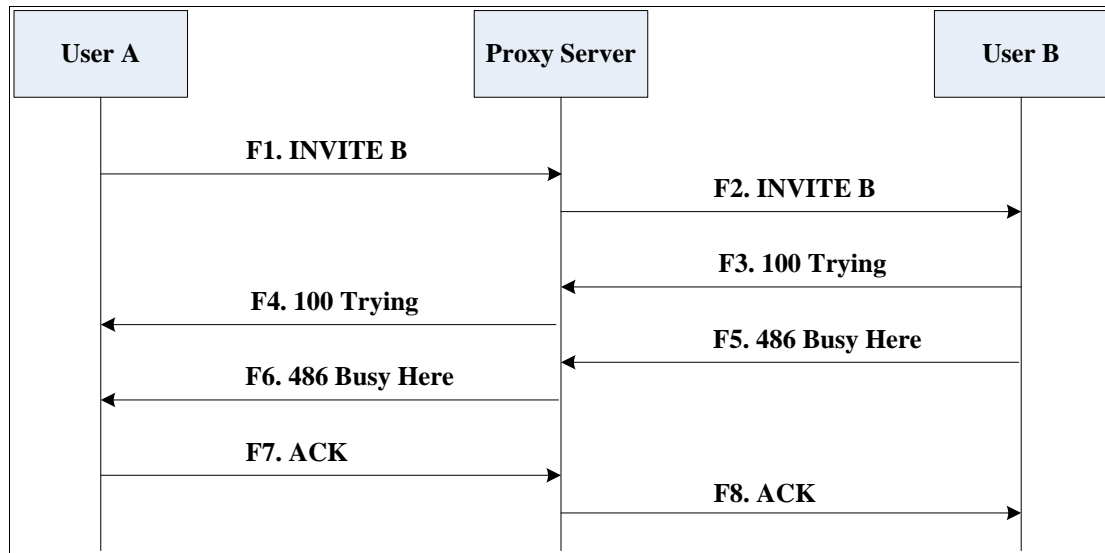 User A
Proxy Server
User B
F1. INVITE B
F2. INVITE B
F3. 100 Trying
F4. 100 Trying
F5. 486 Busy Here
F6. 486 Busy Here
F7. ACK
F8. ACK